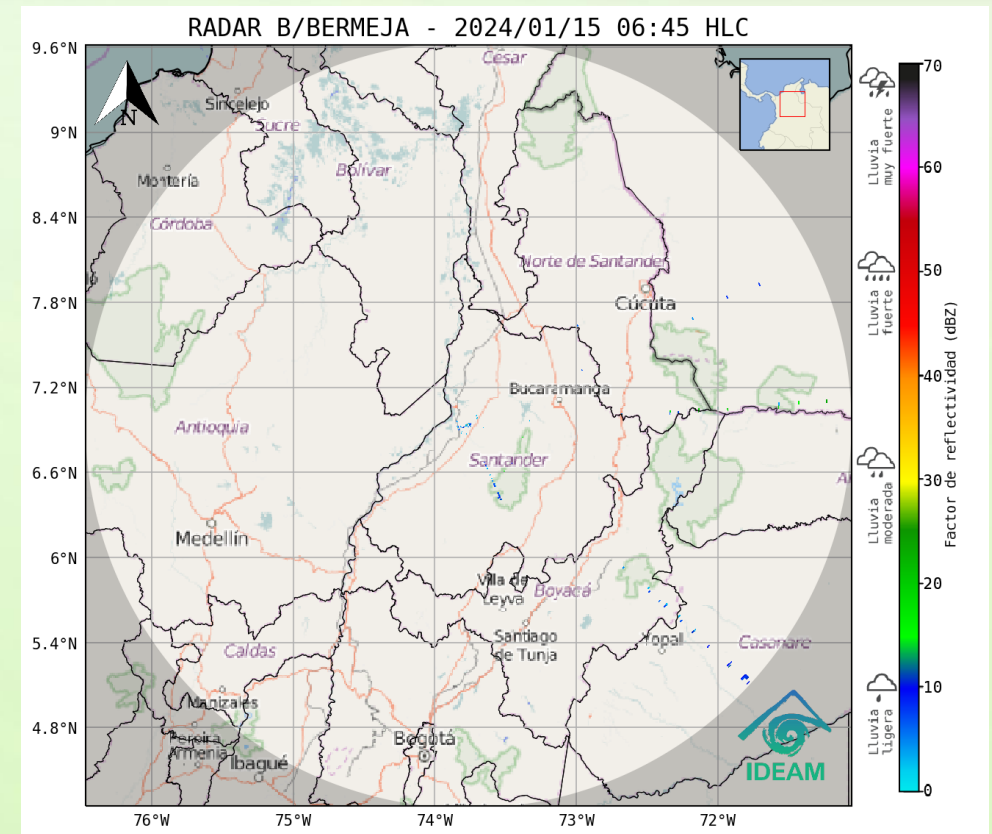 RADAR B/BERMEJA - 2024/01/15 06:45 HLC
9.6°N
9°N
8.4°N
7.8°N
7.2°N
6.6°N
6°N
5.4°N
4.8°N
76°W
75°W
74°W
73°W
72°W
N
Cesar
Sincelejo
Sucre
Bolívar
Montería
Córdoba
Norte de Santander
Cúcuta
Bucaramanga
Antioquia
Santander
Medellín
Villa de
Leyva
Boyacá
Santiago
de Tunja
Yopal
Casanare
Caldas
Manizales
Pereira
Armenia
Ibagué
Bogotá
IDEAM
Lluvia
muy fuerte
Lluvia
fuerte
Lluvia
moderada
Lluvia
ligera
70
60
50
40
30
20
10
0
Factor de reflectividad (dBZ)